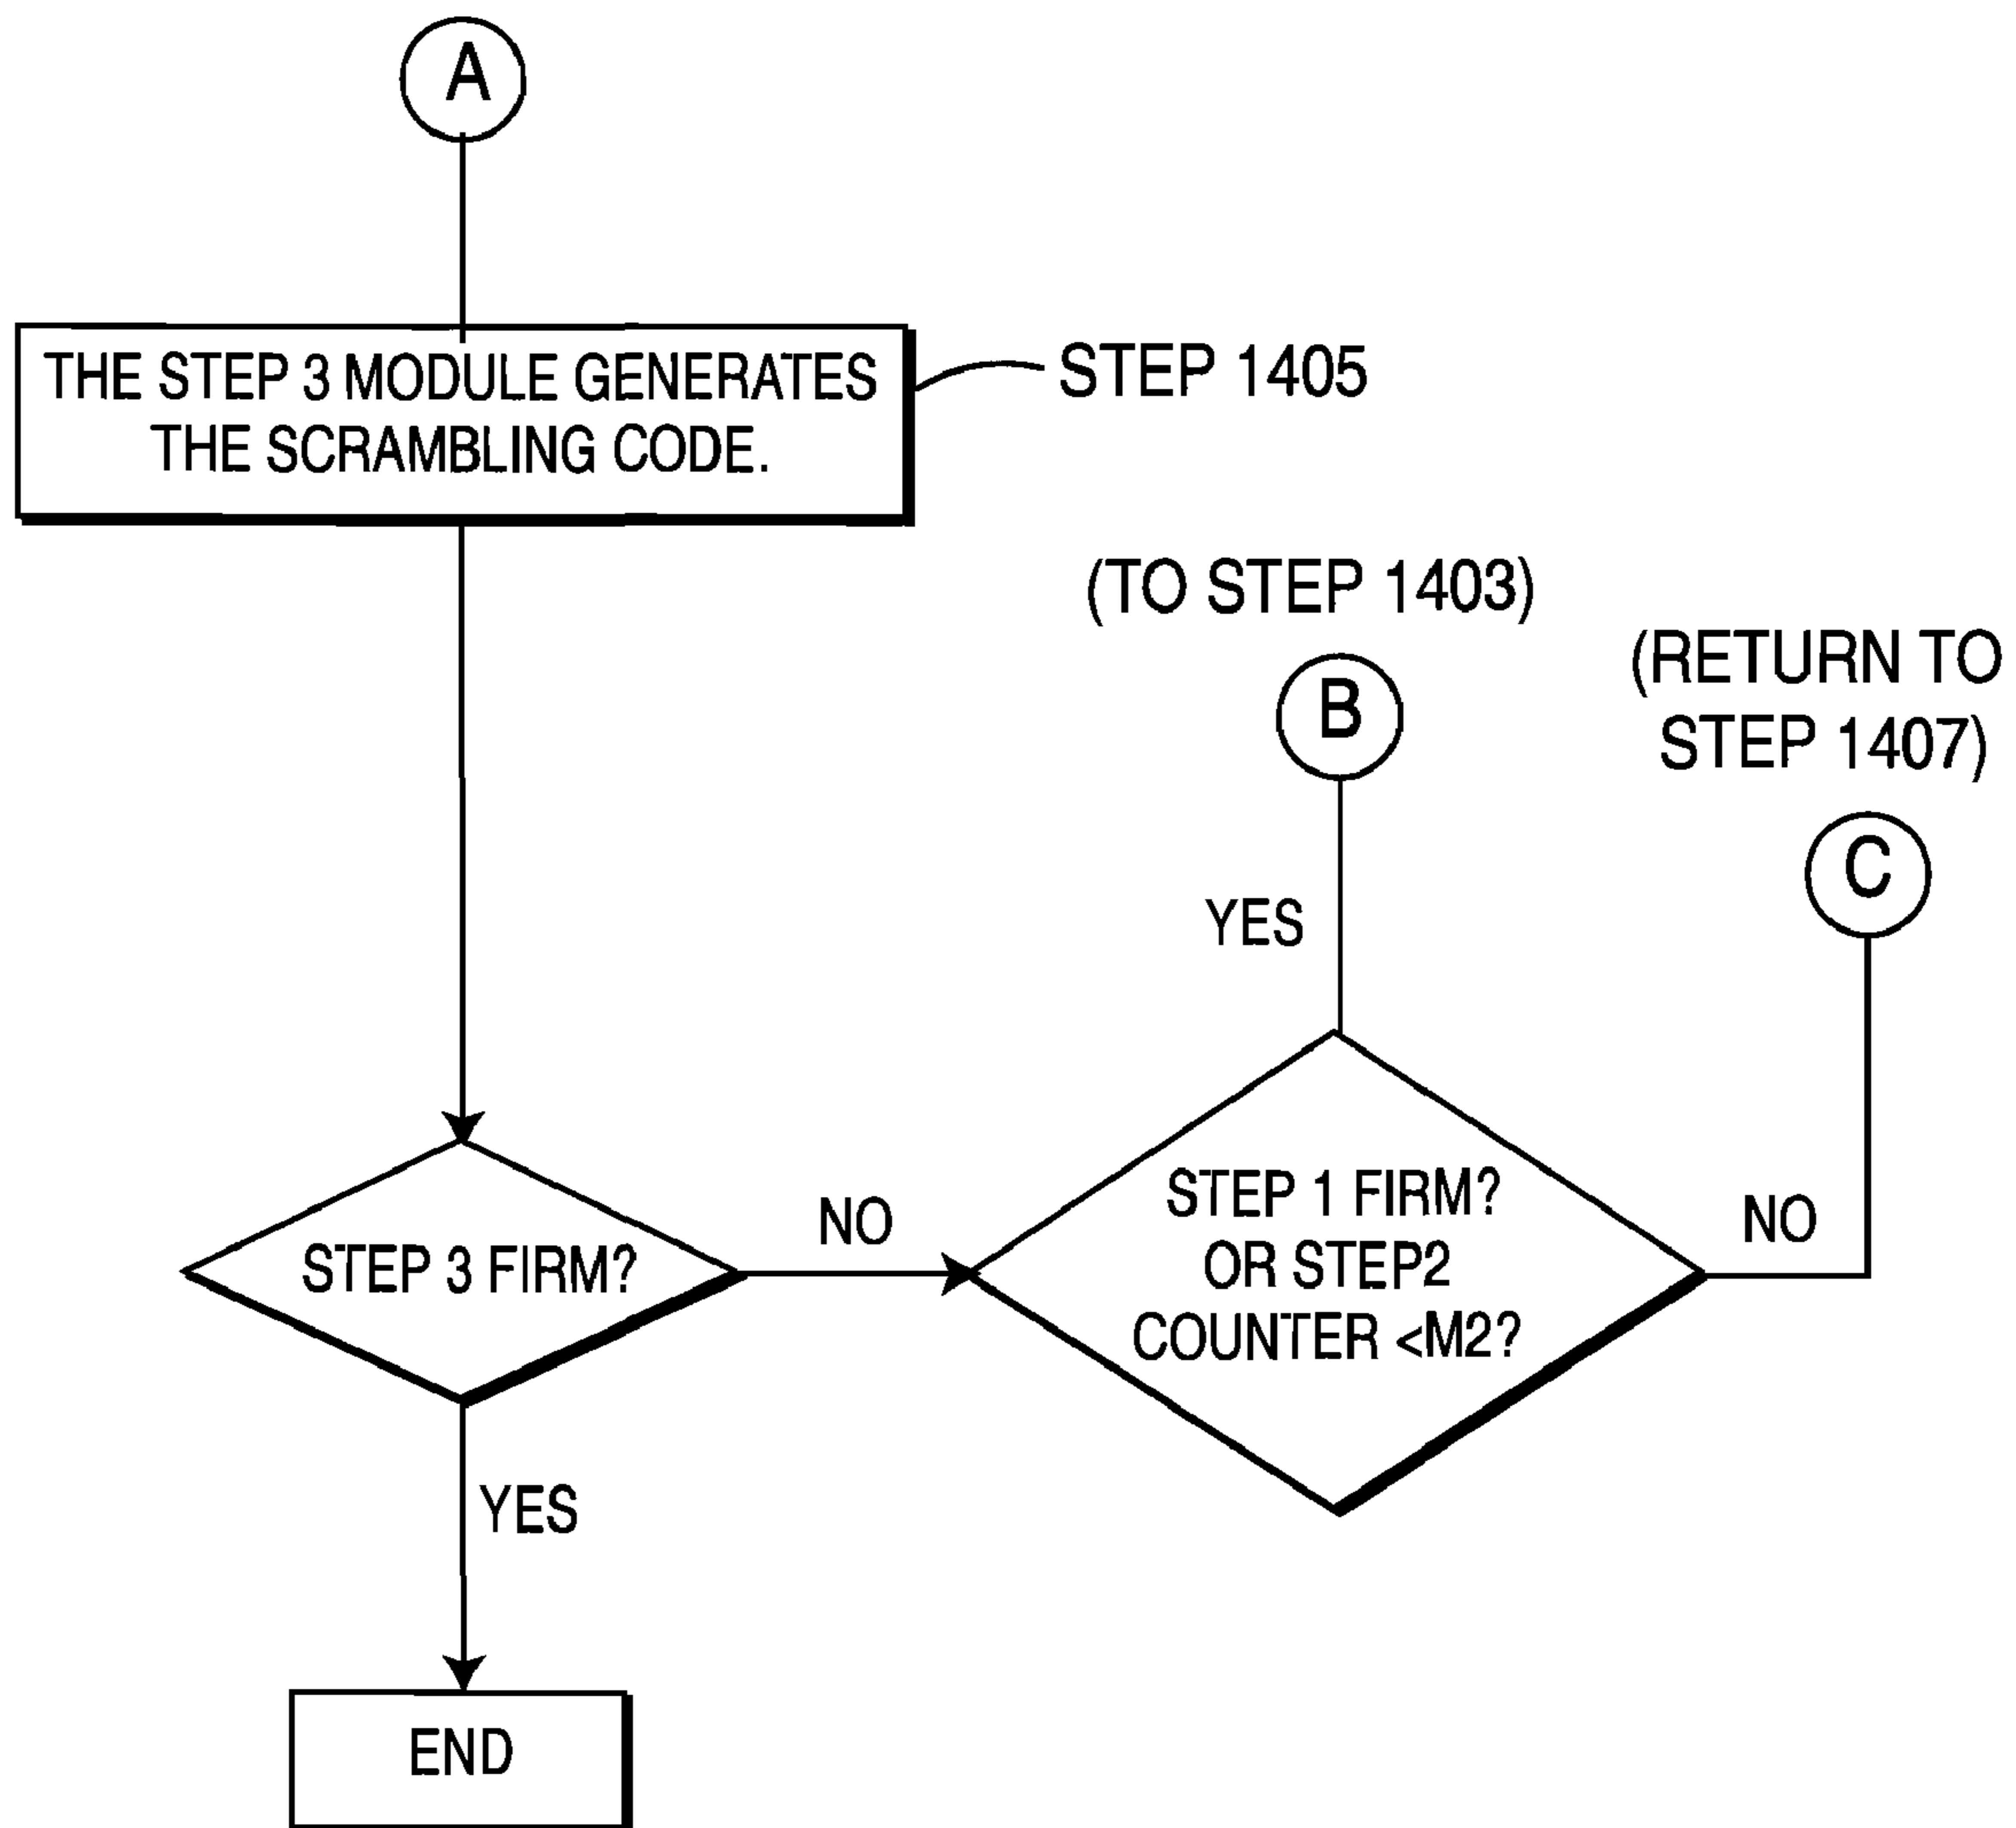 A
THE STEP 3 MODULE GENERATES
THE SCRAMBLING CODE.
STEP 1405
(TO STEP 1403)
B
(RETURN TO
STEP 1407)
C
YES
STEP 3 FIRM?
NO
STEP 1 FIRM?
OR STEP2
COUNTER <M2?
NO
YES
END